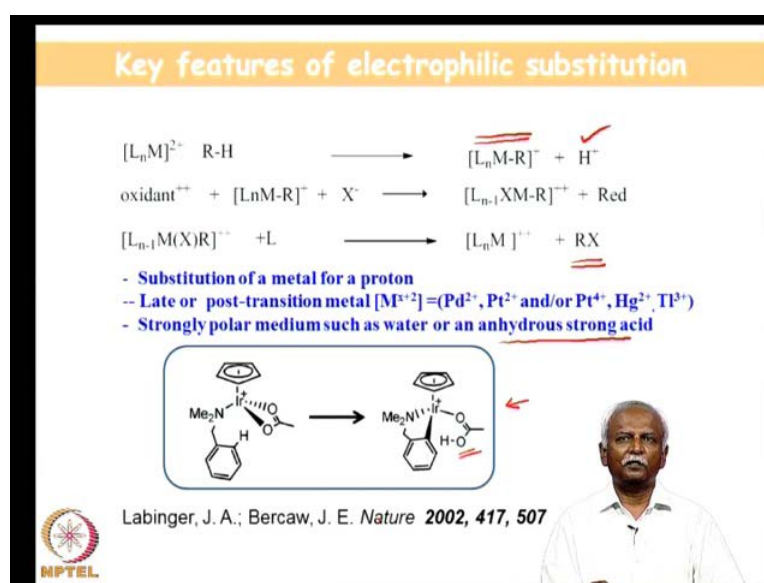 Key features of electrophilic substitution
[LnM]2+ R-H ⟶ [LnM-R]+ + H+
oxidant++ + [LnM-R]+ + X- ⟶ [Ln-1XM-R]++ + Red
[Ln-1M(X)R]++ +L ⟶ [LnM ]++ + RX
- Substitution of a metal for a proton
-- Late or post-transition metal [Mx+2] =(Pd2+, Pt2+ and/or Pt4+, Hg2+, Tl3+)
- Strongly polar medium such as water or an anhydrous strong acid
Me2N Ir+ O O H
Me2N Ir+ O H-O
Labinger, J. A.; Bercaw, J. E. Nature 2002, 417, 507
NPTEL